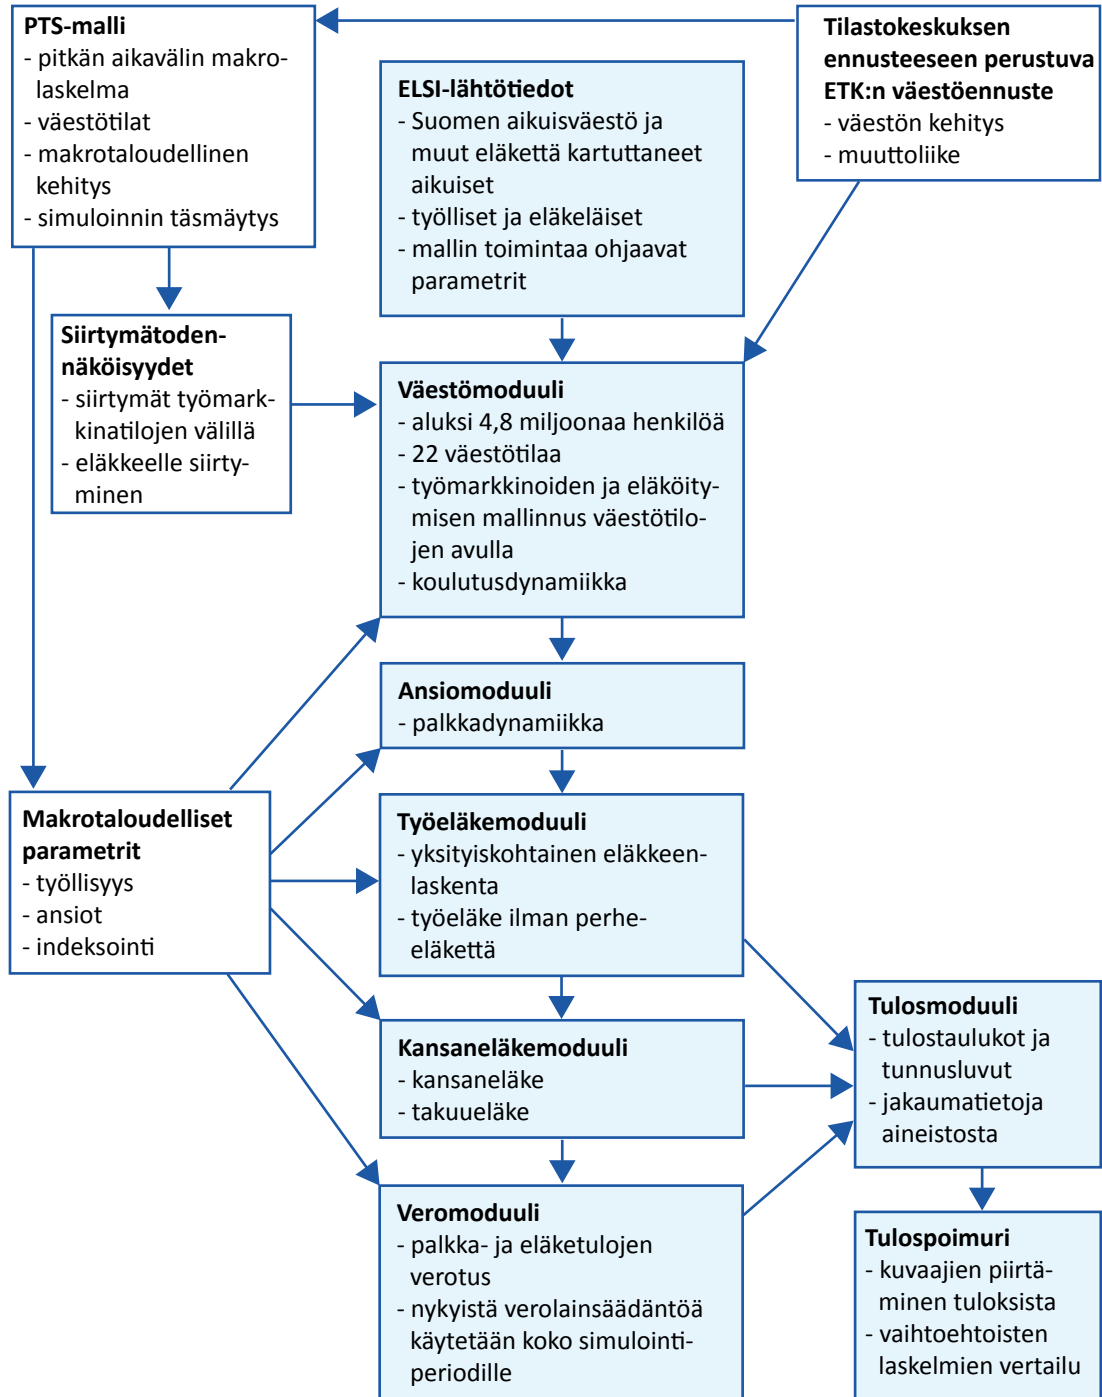 PTS-malli
- pitkän aikavälin makro-
laskelma
- väestötilat
- makrotaloudellinen
kehitys
- simuloinnin täsmäytys
ELSI-lähtötiedot
- Suomen aikuisväestö ja
muut eläkettä kartuttaneet
aikuiset
- työlliset ja eläkeläiset
- mallin toimintaa ohjaavat
parametrit
Tilastokeskuksen
ennusteeseen perustuva
ETK:n väestöennuste
- väestön kehitys
- muuttoliike
Siirtymätoden-
näköisyydet
- siirtymät työmark-
kinatilojen välillä
- eläkkeelle siirty-
minen
Väestömoduuli
- aluksi 4,8 miljoonaa henkilöä
- 22 väestötilaa
- työmarkkinoiden ja eläköity-
misen mallinnus väestötilo-
jen avulla
- koulutusdynamiikka
Ansiomoduuli
- palkkadynamiikka
Makrotaloudelliset
parametrit
- työllisyys
- ansiot
- indeksointi
Työeläkemoduuli
- yksityiskohtainen eläkkeen-
laskenta
- työeläke ilman perhe-
eläkettä
Kansaneläkemoduuli
- kansaneläke
- takuueläke
Veromoduuli
- palkka- ja eläketulojen
verotus
- nykyistä verolainsäädäntöä
käytetään koko simulointi-
periodille
Tulosmoduuli
- tulostaulukot ja
tunnusluvut
- jakaumatietoja
aineistosta
Tulospoimuri
- kuvaajien piirtä-
minen tuloksista
- vaihtoehtoisten
laskelmien vertailu